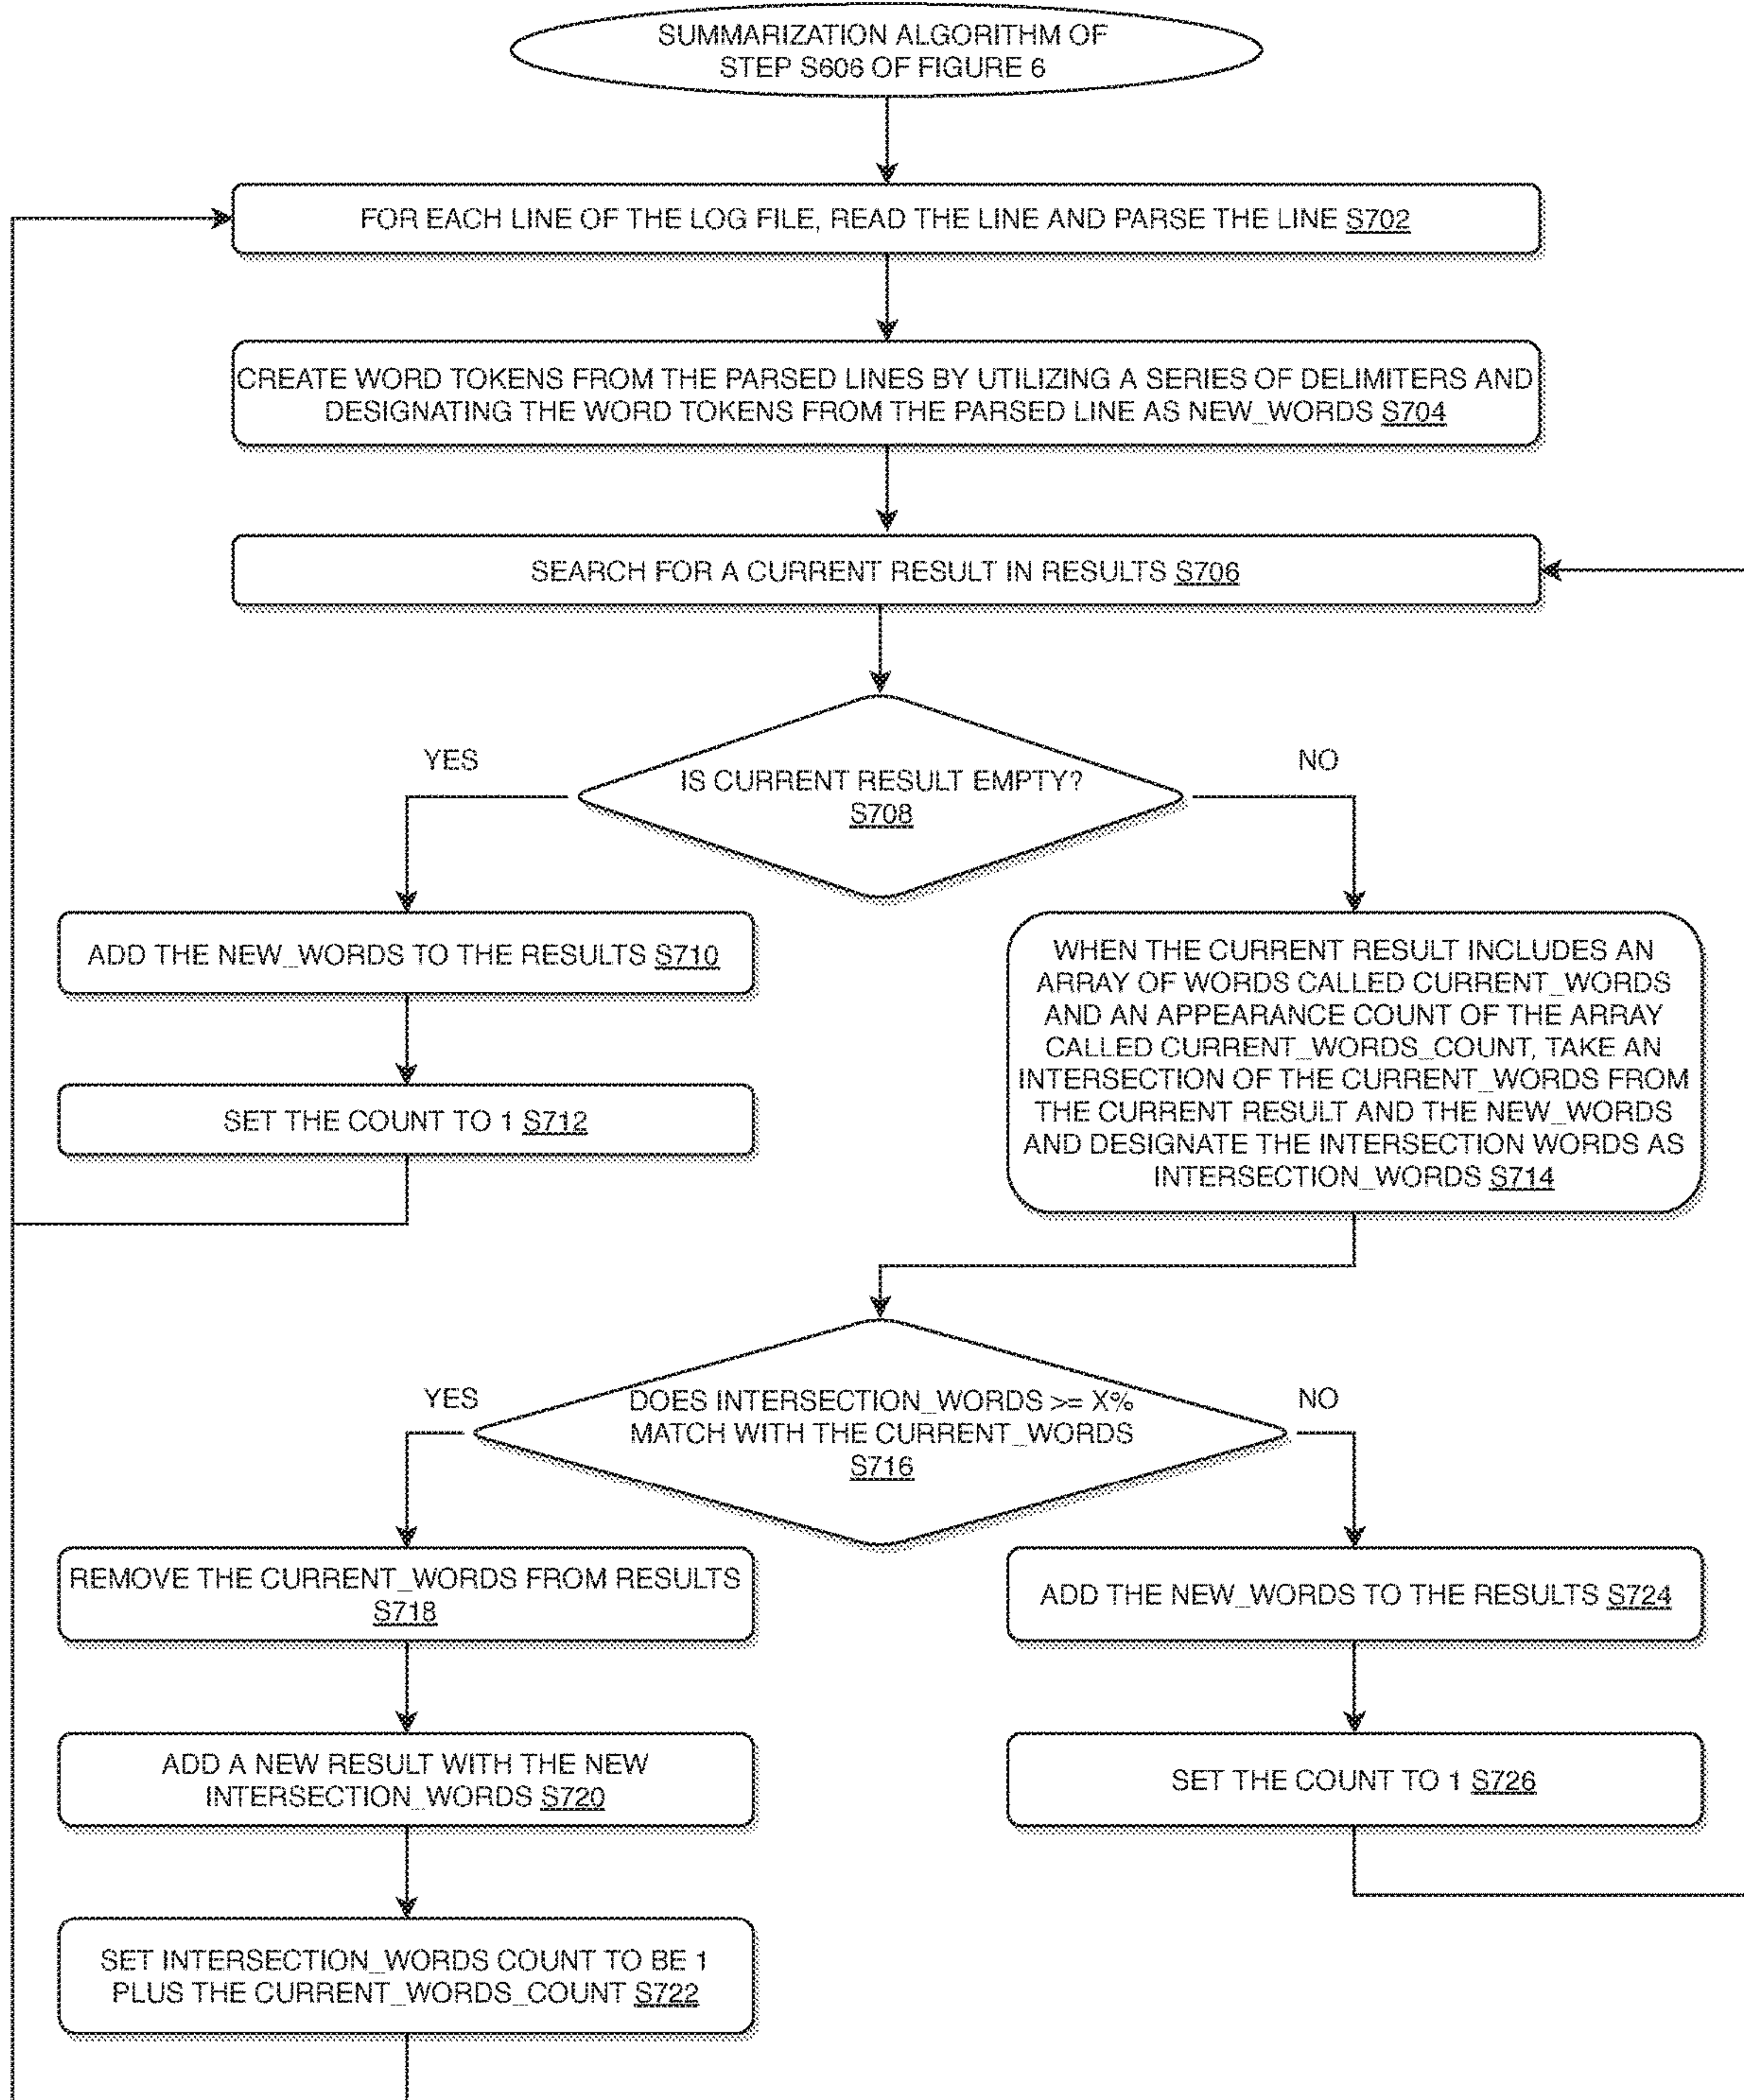 SUMMARIZATION ALGORITHM OF
STEP S606 OF FIGURE 6
FOR EACH LINE OF THE LOG FILE, READ THE LINE AND PARSE THE LINE S702
CREATE WORD TOKENS FROM THE PARSED LINES BY UTILIZING A SERIES OF DELIMITERS AND
DESIGNATING THE WORD TOKENS FROM THE PARSED LINE AS NEW_WORDS S704
SEARCH FOR A CURRENT RESULT IN RESULTS S706
YES
NO
IS CURRENT RESULT EMPTY?
S708
ADD THE NEW_WORDS TO THE RESULTS S710
SET THE COUNT TO 1 S712
WHEN THE CURRENT RESULT INCLUDES AN
ARRAY OF WORDS CALLED CURRENT_WORDS
AND AN APPEARANCE COUNT OF THE ARRAY
CALLED CURRENT_WORDS_COUNT, TAKE AN
INTERSECTION OF THE CURRENT_WORDS FROM
THE CURRENT RESULT AND THE NEW_WORDS
AND DESIGNATE THE INTERSECTION WORDS AS
INTERSECTION_WORDS S714
YES
NO
DOES INTERSECTION_WORDS >= X%
MATCH WITH THE CURRENT_WORDS
S716
REMOVE THE CURRENT_WORDS FROM RESULTS
S718
ADD A NEW RESULT WITH THE NEW
INTERSECTION_WORDS S720
SET INTERSECTION_WORDS COUNT TO BE 1
PLUS THE CURRENT_WORDS_COUNT S722
ADD THE NEW_WORDS TO THE RESULTS S724
SET THE COUNT TO 1 S726